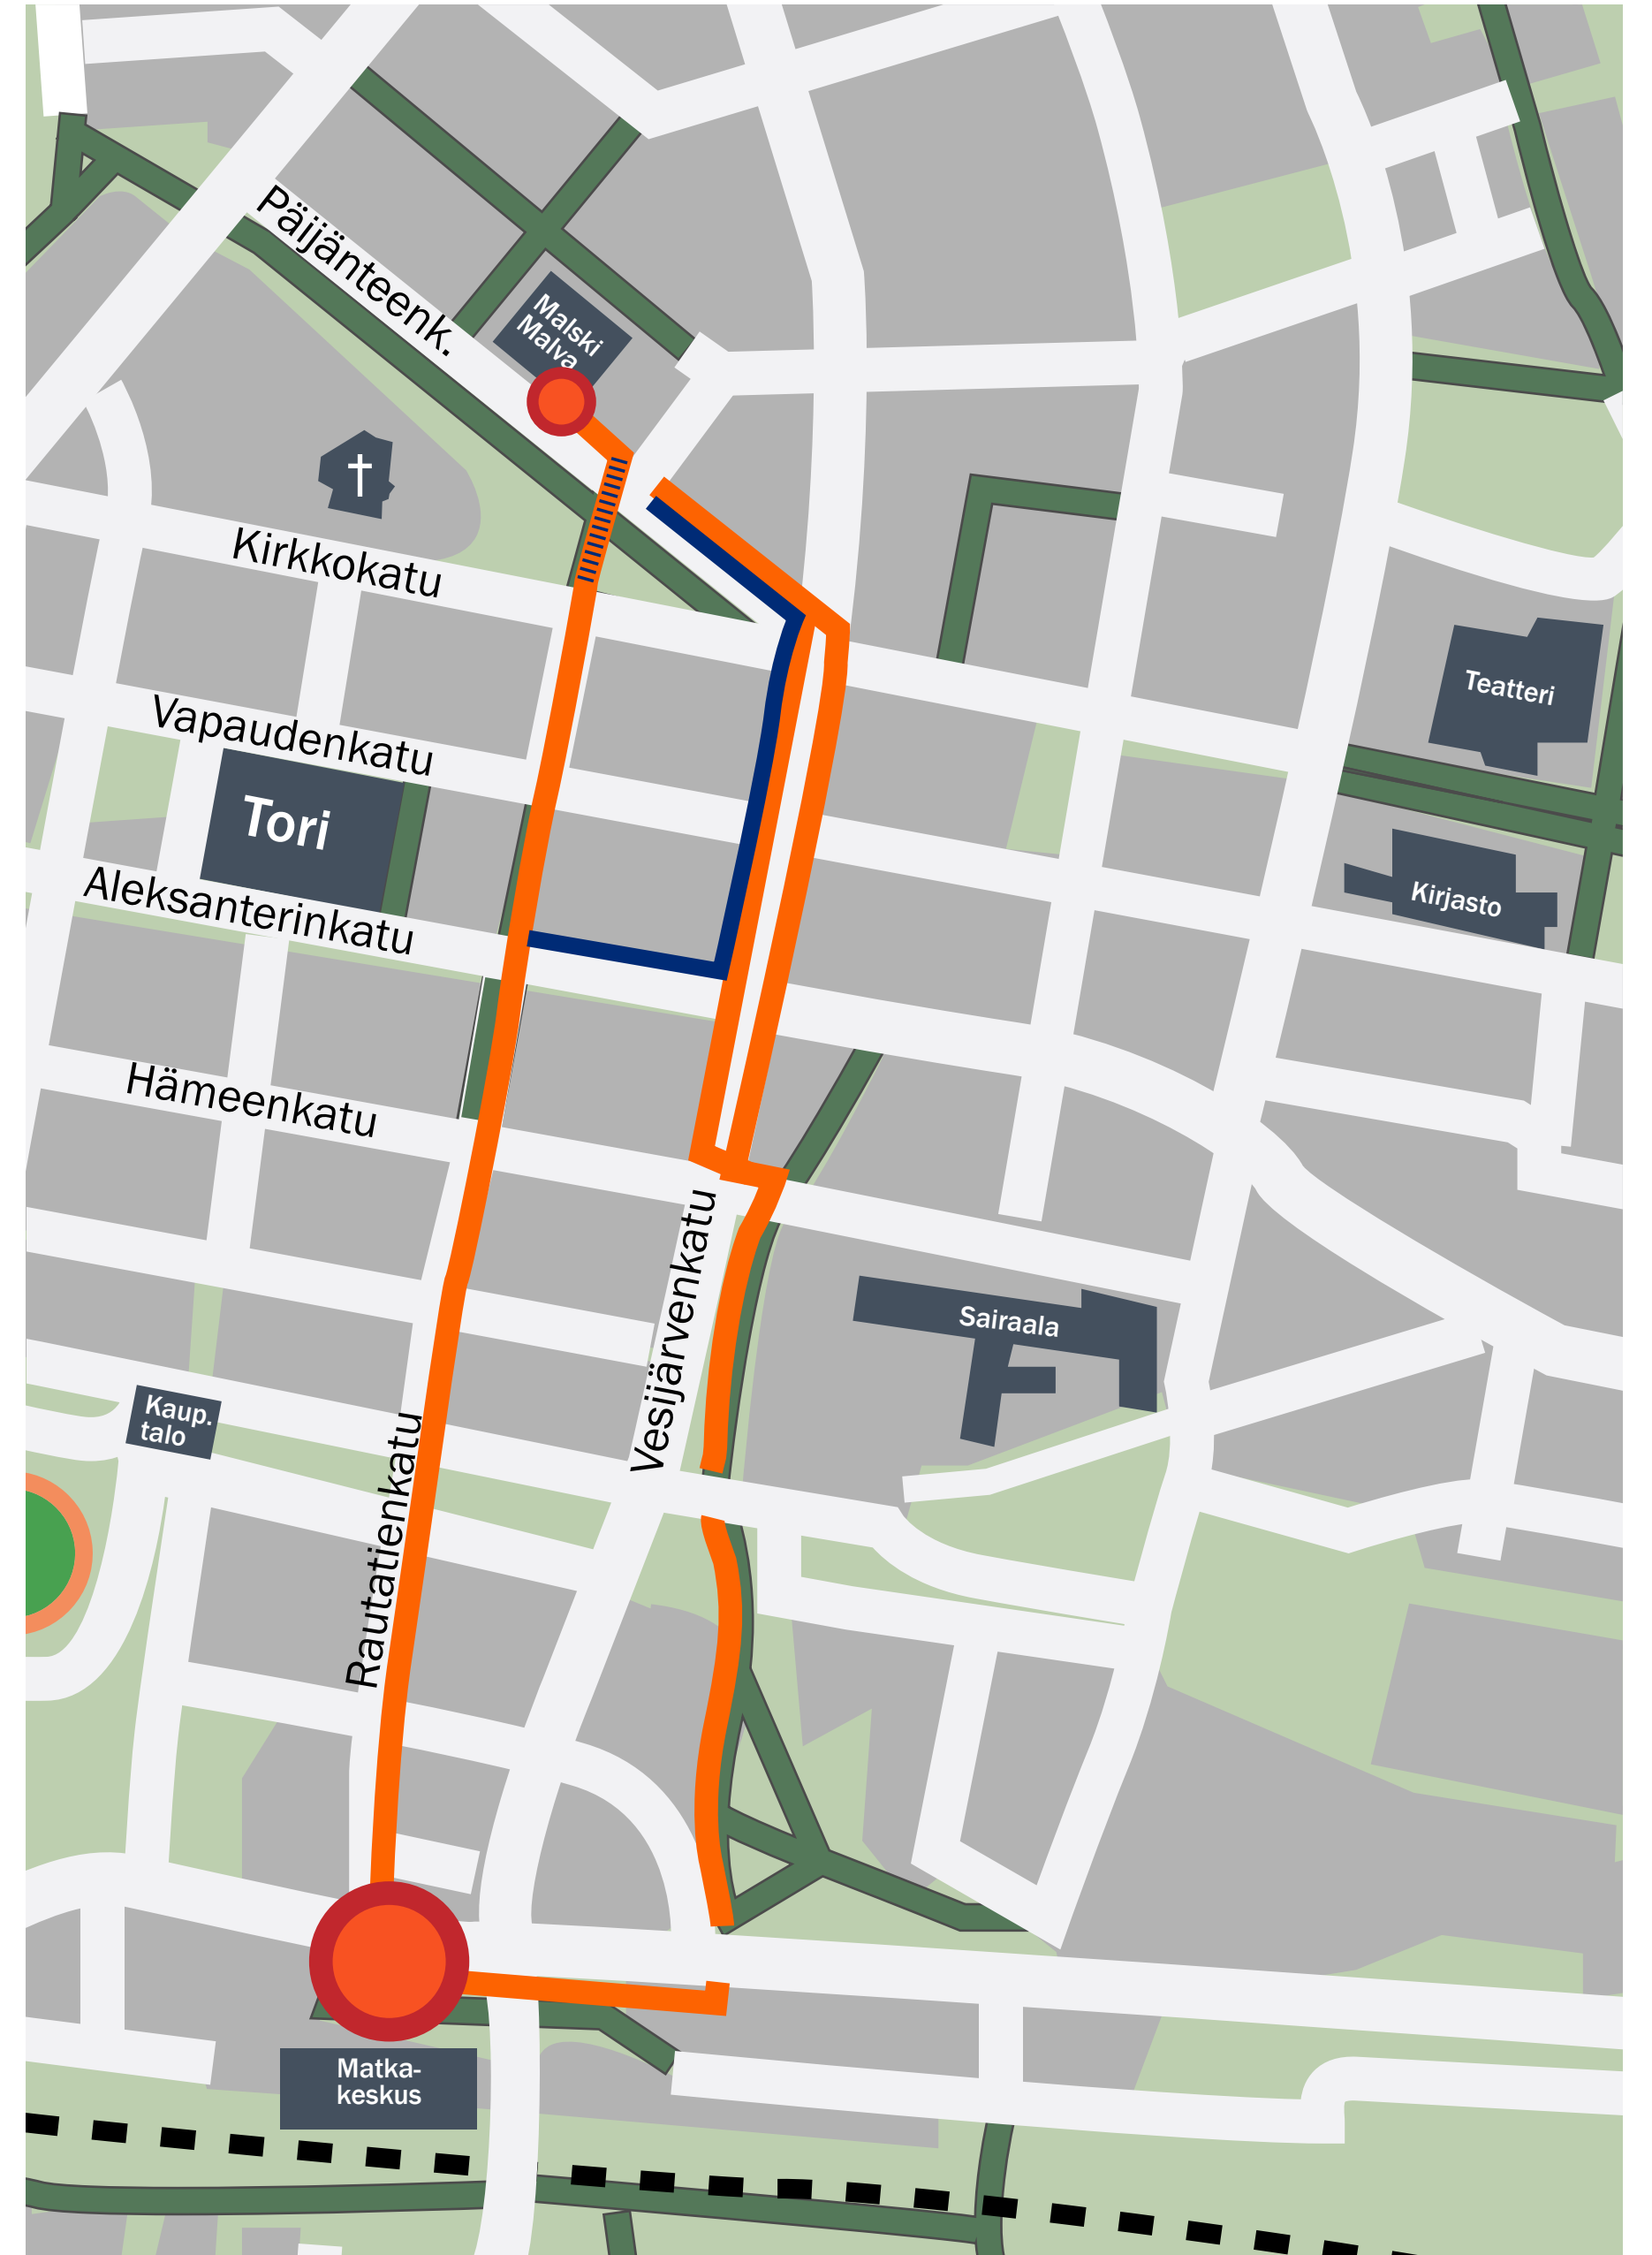 Päijänteenk.
Malski
Malva
Kirkkokatu
Teatteri
Vapaudenkatu
Tori
Kirjasto
Aleksanterinkatu
Hämeenkatu
Vesijärvenkatu
Sairaala
Kaup.
talo
Rautatienkatu
Matka-
keskus